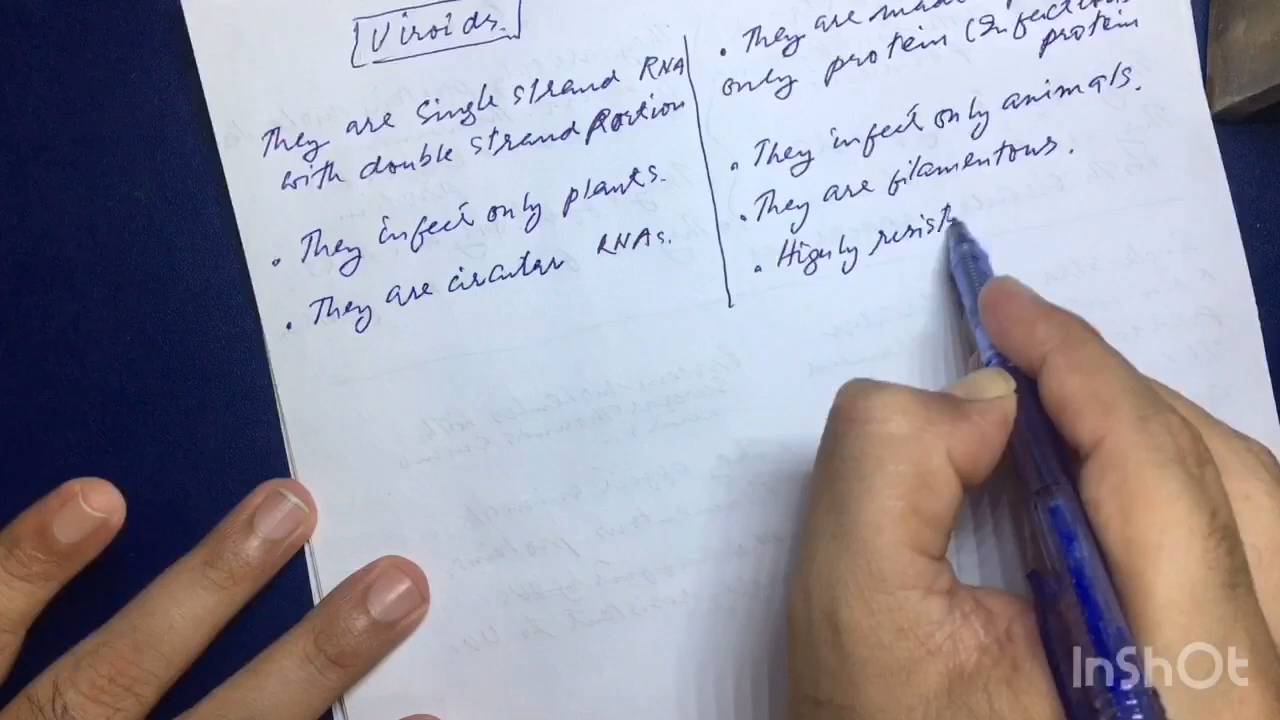 Viroids.
They are single strand RNA
with double strand portion
• They infect only plants.
• They are circular RNAs.
• They are made
only protein (Infectious
protein
• They infect only animals.
• They are filamentous.
• Highly resist
InShOt